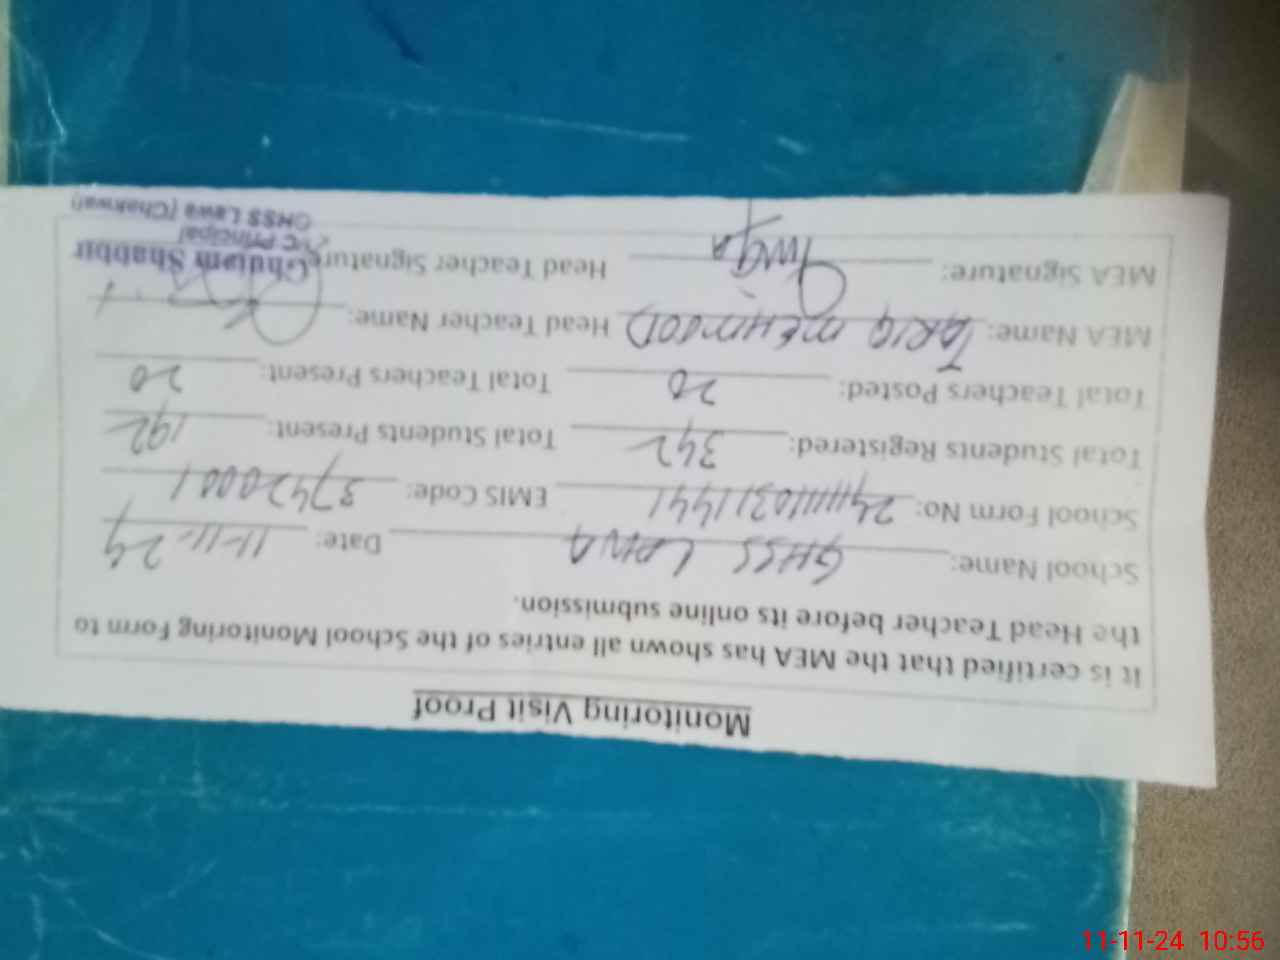 Monitoring Visit Proof
It is certified that the MEA has shown all entries of the School Monitoring Form to
the Head Teacher before its online submission.
School Name: GHSS LAWA Date: 11-11-24
School Form No: EMIS Code: 37420001
Total Students Registered: 342 Total Students Present: 192
Total Teachers Posted: 20 Total Teachers Present: 20
MEA Name: TARIQ MEHMOOD Head Teacher Name:
MEA Signature: Head Teacher Signature:
Ghulam Shabbir
Principal
GHSS Lawa (Chakwal)
11-11-24 10:56